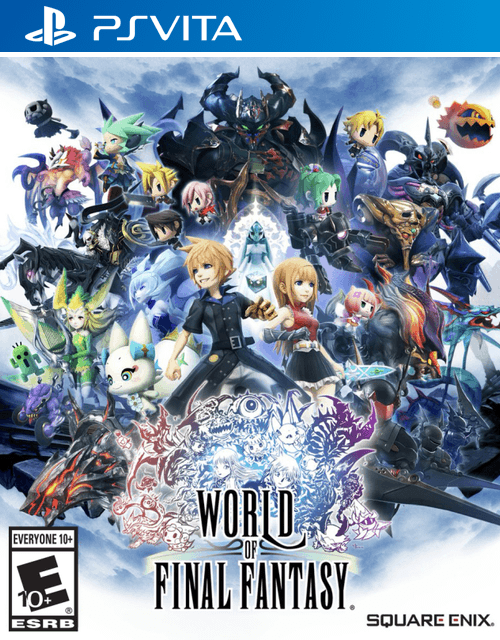 PSVITA
WORLD
OF
FINAL FANTASY®
EVERYONE 10+
E
10+
®
ESRB
SQUARE ENIX®